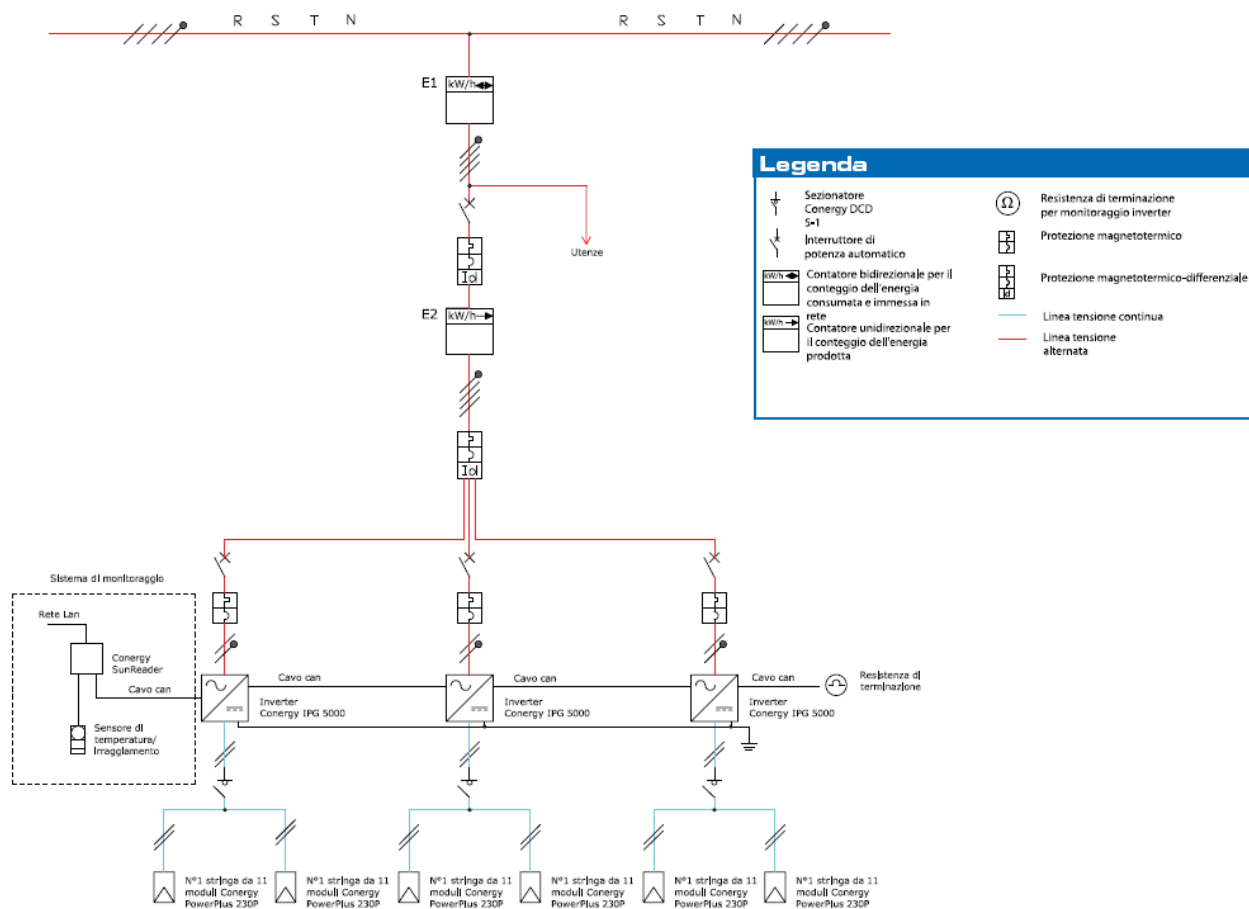 R S T N
R S T N
E1
kW/h
Utenze
Id
E2
kW/h
Id
Legenda
Sezionatore
Conergy DCD
5-1
Interruttore di
potenza automatico
kW/h
Contatore bidirezionale per il
conteggio dell'energia
consumata e immessa in
rete
kW/h
Contatore unidirezionale per
il conteggio dell'energia
prodotta
Ω
Resistenza di terminazione
per monitoraggio inverter
Protezione magnetotermico
Id
Protezione magnetotermico-differenziale
Linea tensione continua
Linea tensione
alternata
Sistema di monitoraggio
Rete Lan
Conergy
SunReader
Cavo can
Sensore di
temperatura/
Irraggiamento
Inverter
Conergy IPG 5000
Cavo can
Inverter
Conergy IPG 5000
Cavo can
Inverter
Conergy IPG 5000
Cavo can
Ω
Resistenza di
terminazione
N°1 stringa da 11
moduli Conergy
PowerPlus 230P
N°1 stringa da 11
moduli Conergy
PowerPlus 230P
N°1 stringa da 11
moduli Conergy
PowerPlus 230P
N°1 stringa da 11
moduli Conergy
PowerPlus 230P
N°1 stringa da 11
moduli Conergy
PowerPlus 230P
N°1 stringa da 11
moduli Conergy
PowerPlus 230P